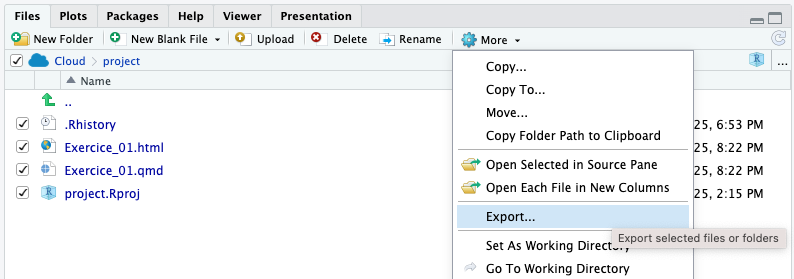 Files Plots Packages Help Viewer Presentation
New Folder New Blank File Upload Delete Rename More
Cloud project ...
Name
Copy...
Copy To...
..
Move...
.Rhistory Copy Folder Path to Clipboard 25, 6:53 PM
Exercice_01.html 25, 8:22 PM
Open Selected in Source Pane
Exercice_01.qmd 25, 8:22 PM
Open Each File in New Columns
project.Rproj 25, 2:15 PM
Export...
Export selected files or folders
Set As Working Directory
Go To Working Directory